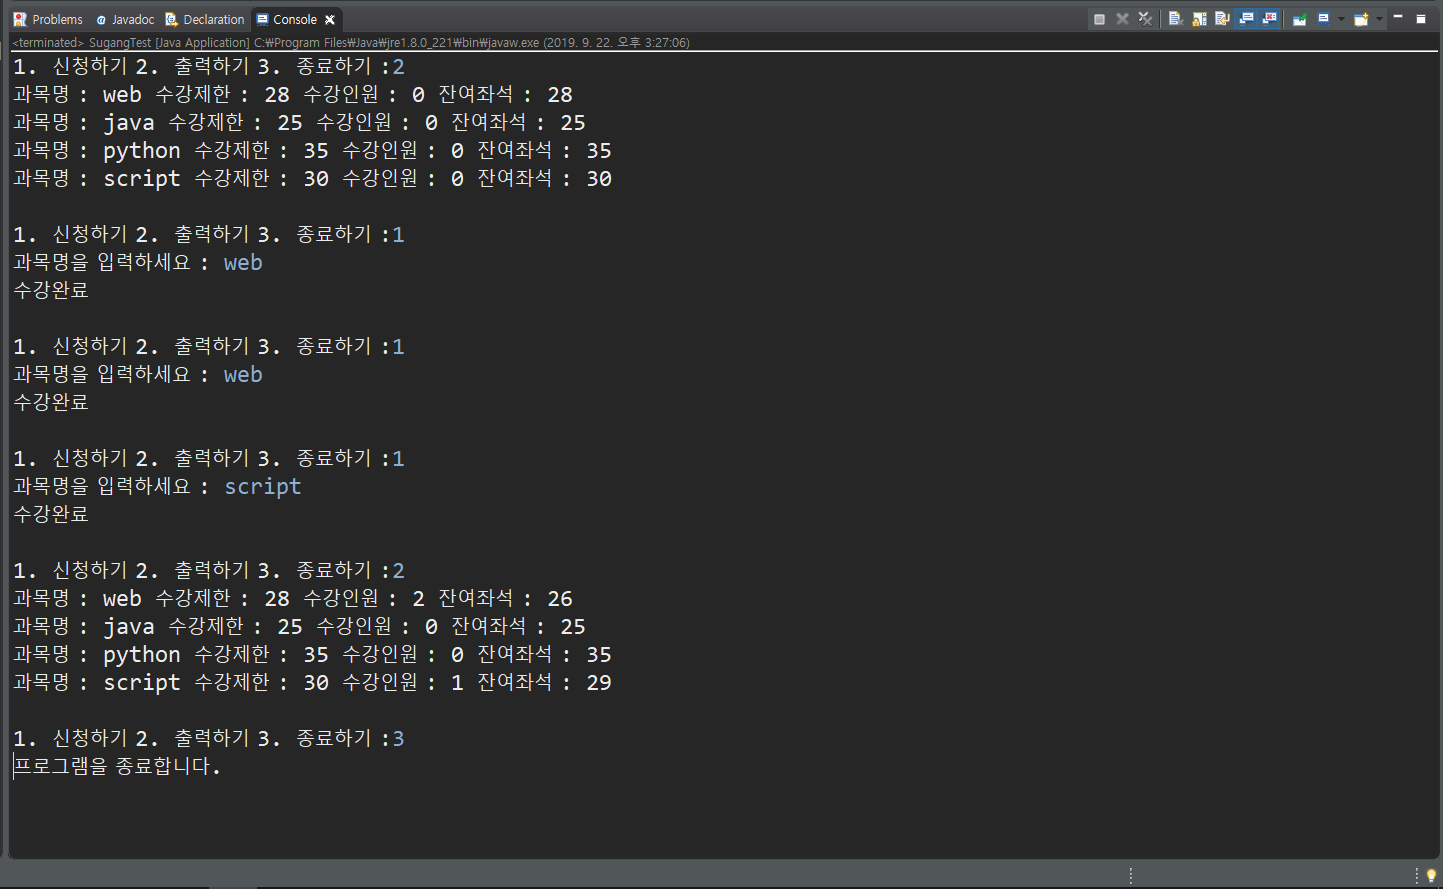 Problems Javadoc Declaration Console
<terminated> SugangTest [Java Application] C:₩Program Files₩Java₩jre1.8.0_221₩bin₩javaw.exe (2019. 9. 22. 오후 3:27:06)
1. 신청하기 2. 출력하기 3. 종료하기 :2
과목명 : web 수강제한 : 28 수강인원 : 0 잔여좌석 : 28
과목명 : java 수강제한 : 25 수강인원 : 0 잔여좌석 : 25
과목명 : python 수강제한 : 35 수강인원 : 0 잔여좌석 : 35
과목명 : script 수강제한 : 30 수강인원 : 0 잔여좌석 : 30
1. 신청하기 2. 출력하기 3. 종료하기 :1
과목명을 입력하세요 : web
수강완료
1. 신청하기 2. 출력하기 3. 종료하기 :1
과목명을 입력하세요 : web
수강완료
1. 신청하기 2. 출력하기 3. 종료하기 :1
과목명을 입력하세요 : script
수강완료
1. 신청하기 2. 출력하기 3. 종료하기 :2
과목명 : web 수강제한 : 28 수강인원 : 2 잔여좌석 : 26
과목명 : java 수강제한 : 25 수강인원 : 0 잔여좌석 : 25
과목명 : python 수강제한 : 35 수강인원 : 0 잔여좌석 : 35
과목명 : script 수강제한 : 30 수강인원 : 1 잔여좌석 : 29
1. 신청하기 2. 출력하기 3. 종료하기 :3
프로그램을 종료합니다.